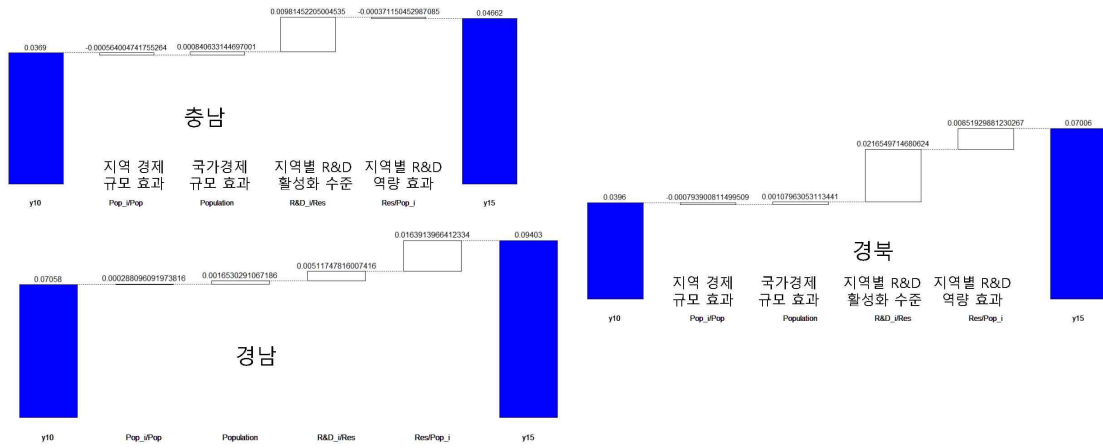 0.0369
-0.000564004741755264
0.000840633144697001
0.00981452205004535
-0.000371150452987085
0.04662
충남
지역 경제 규모 효과
국가경제 규모 효과
지역별 R&D 활성화 수준
지역별 R&D 역량 효과
y10
Pop_i/Pop
Population
R&D_i/Res
Res/Pop_i
y15
0.07058
0.000288096091973816
0.0016530291067186
0.00511747816007416
0.0163913966412334
0.09403
경남
y10
Pop_i/Pop
Population
R&D_i/Res
Res/Pop_i
y15
0.0396
-0.000793900811499509
0.00107963053113441
0.0216549714680624
0.00851929881230267
0.07006
경북
지역 경제 규모 효과
국가경제 규모 효과
지역별 R&D 활성화 수준
지역별 R&D 역량 효과
y10
Pop_i/Pop
Population
R&D_i/Res
Res/Pop_i
y15